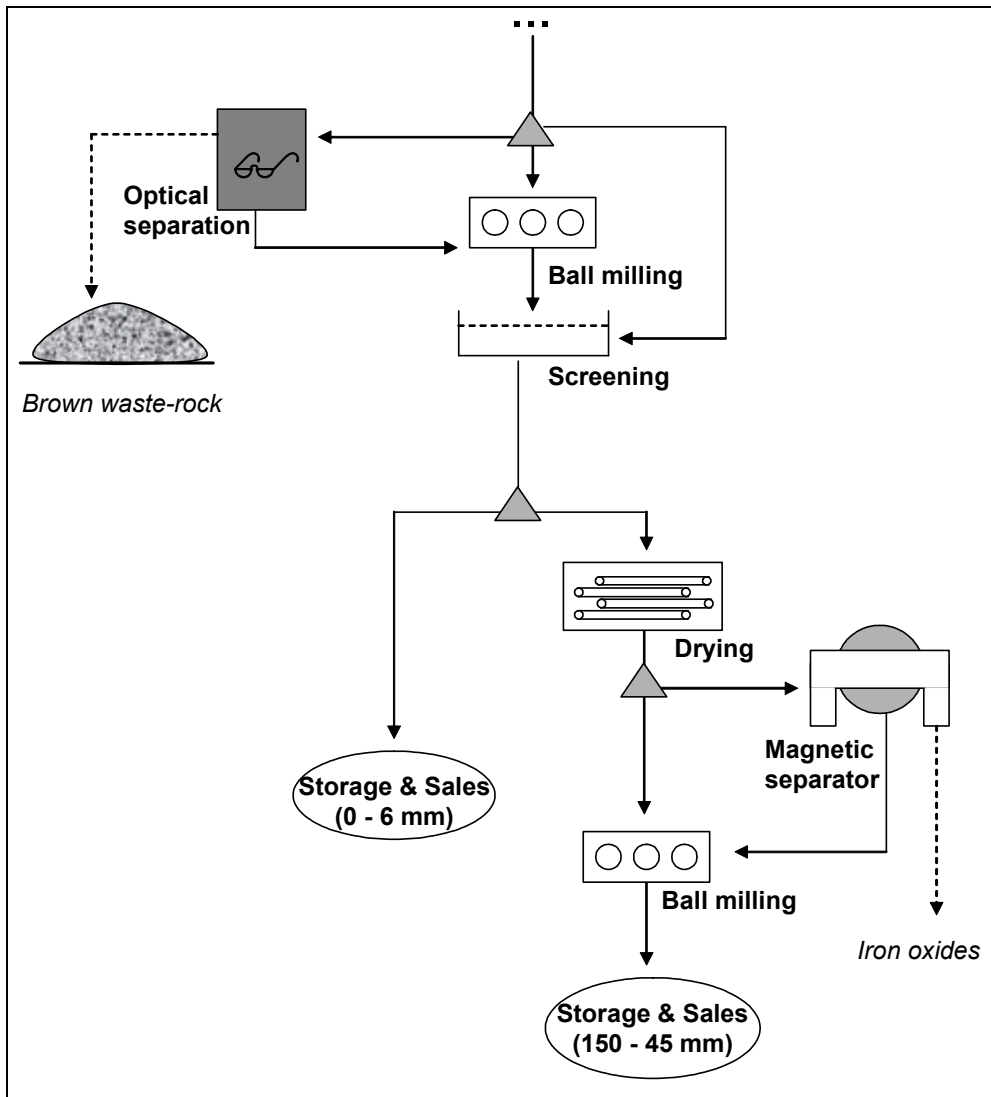 ...
Optical
separation
Ball milling
Screening
Brown waste-rock
Drying
Magnetic
separator
Storage & Sales
(0 - 6 mm)
Ball milling
Iron oxides
Storage & Sales
(150 - 45 mm)